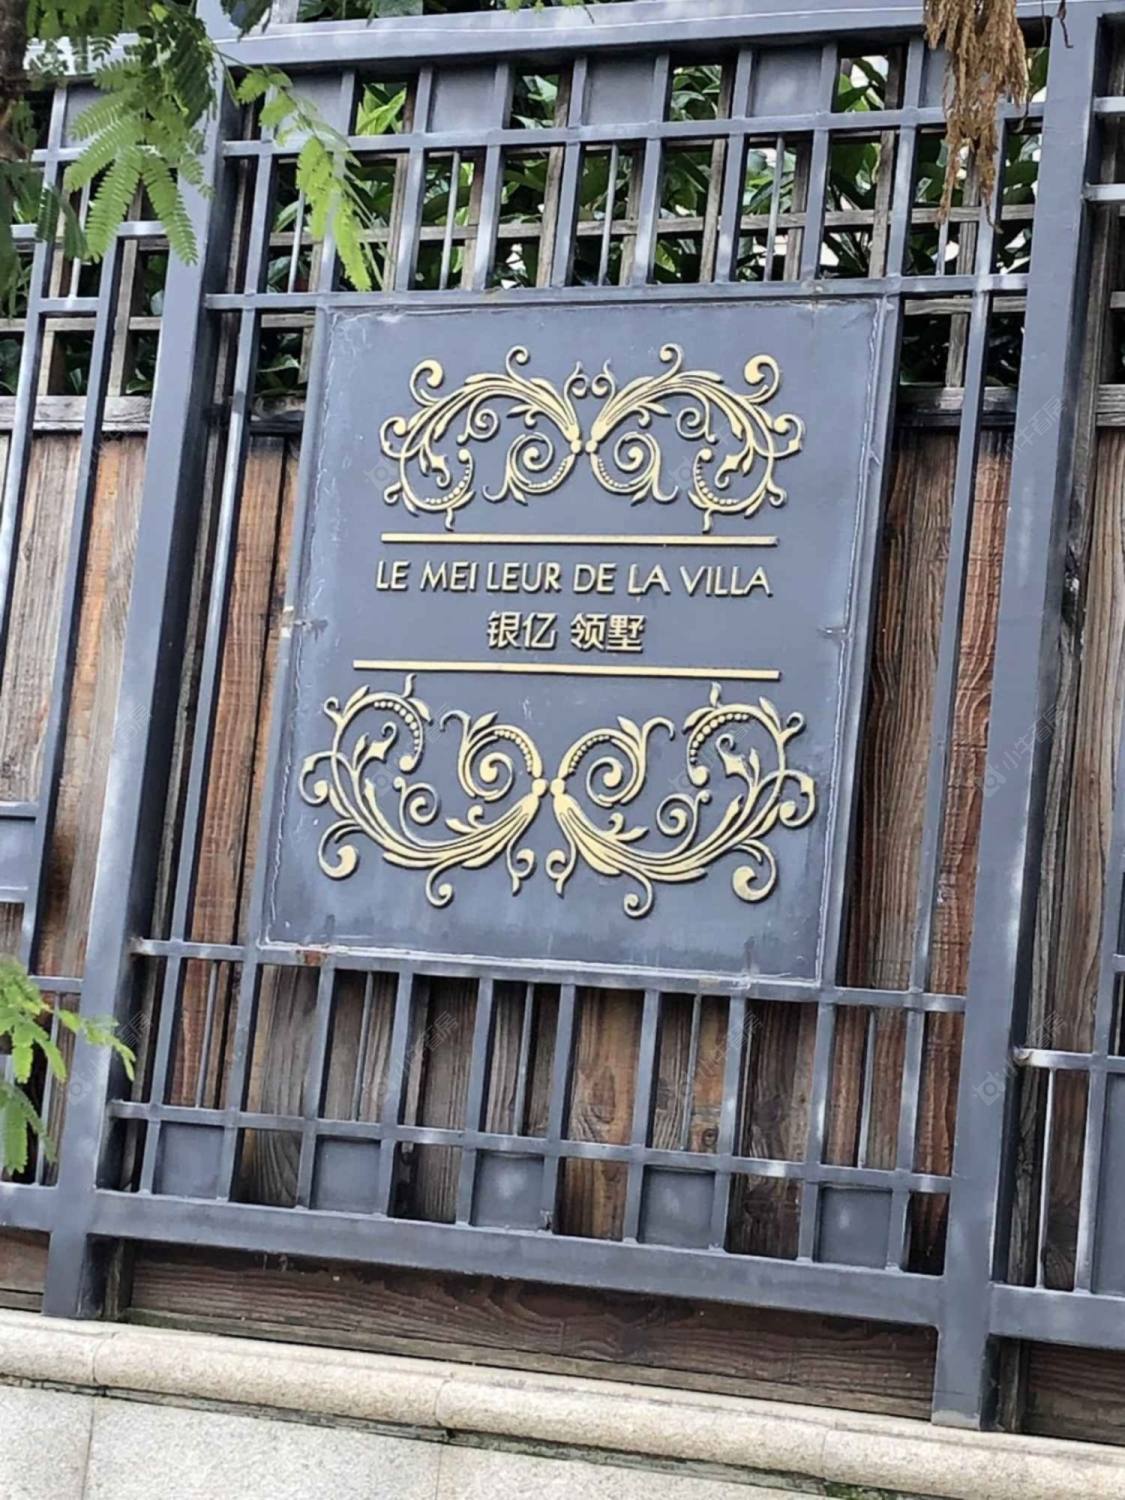 LE MEI LEUR DE LA VILLA
银亿 领墅